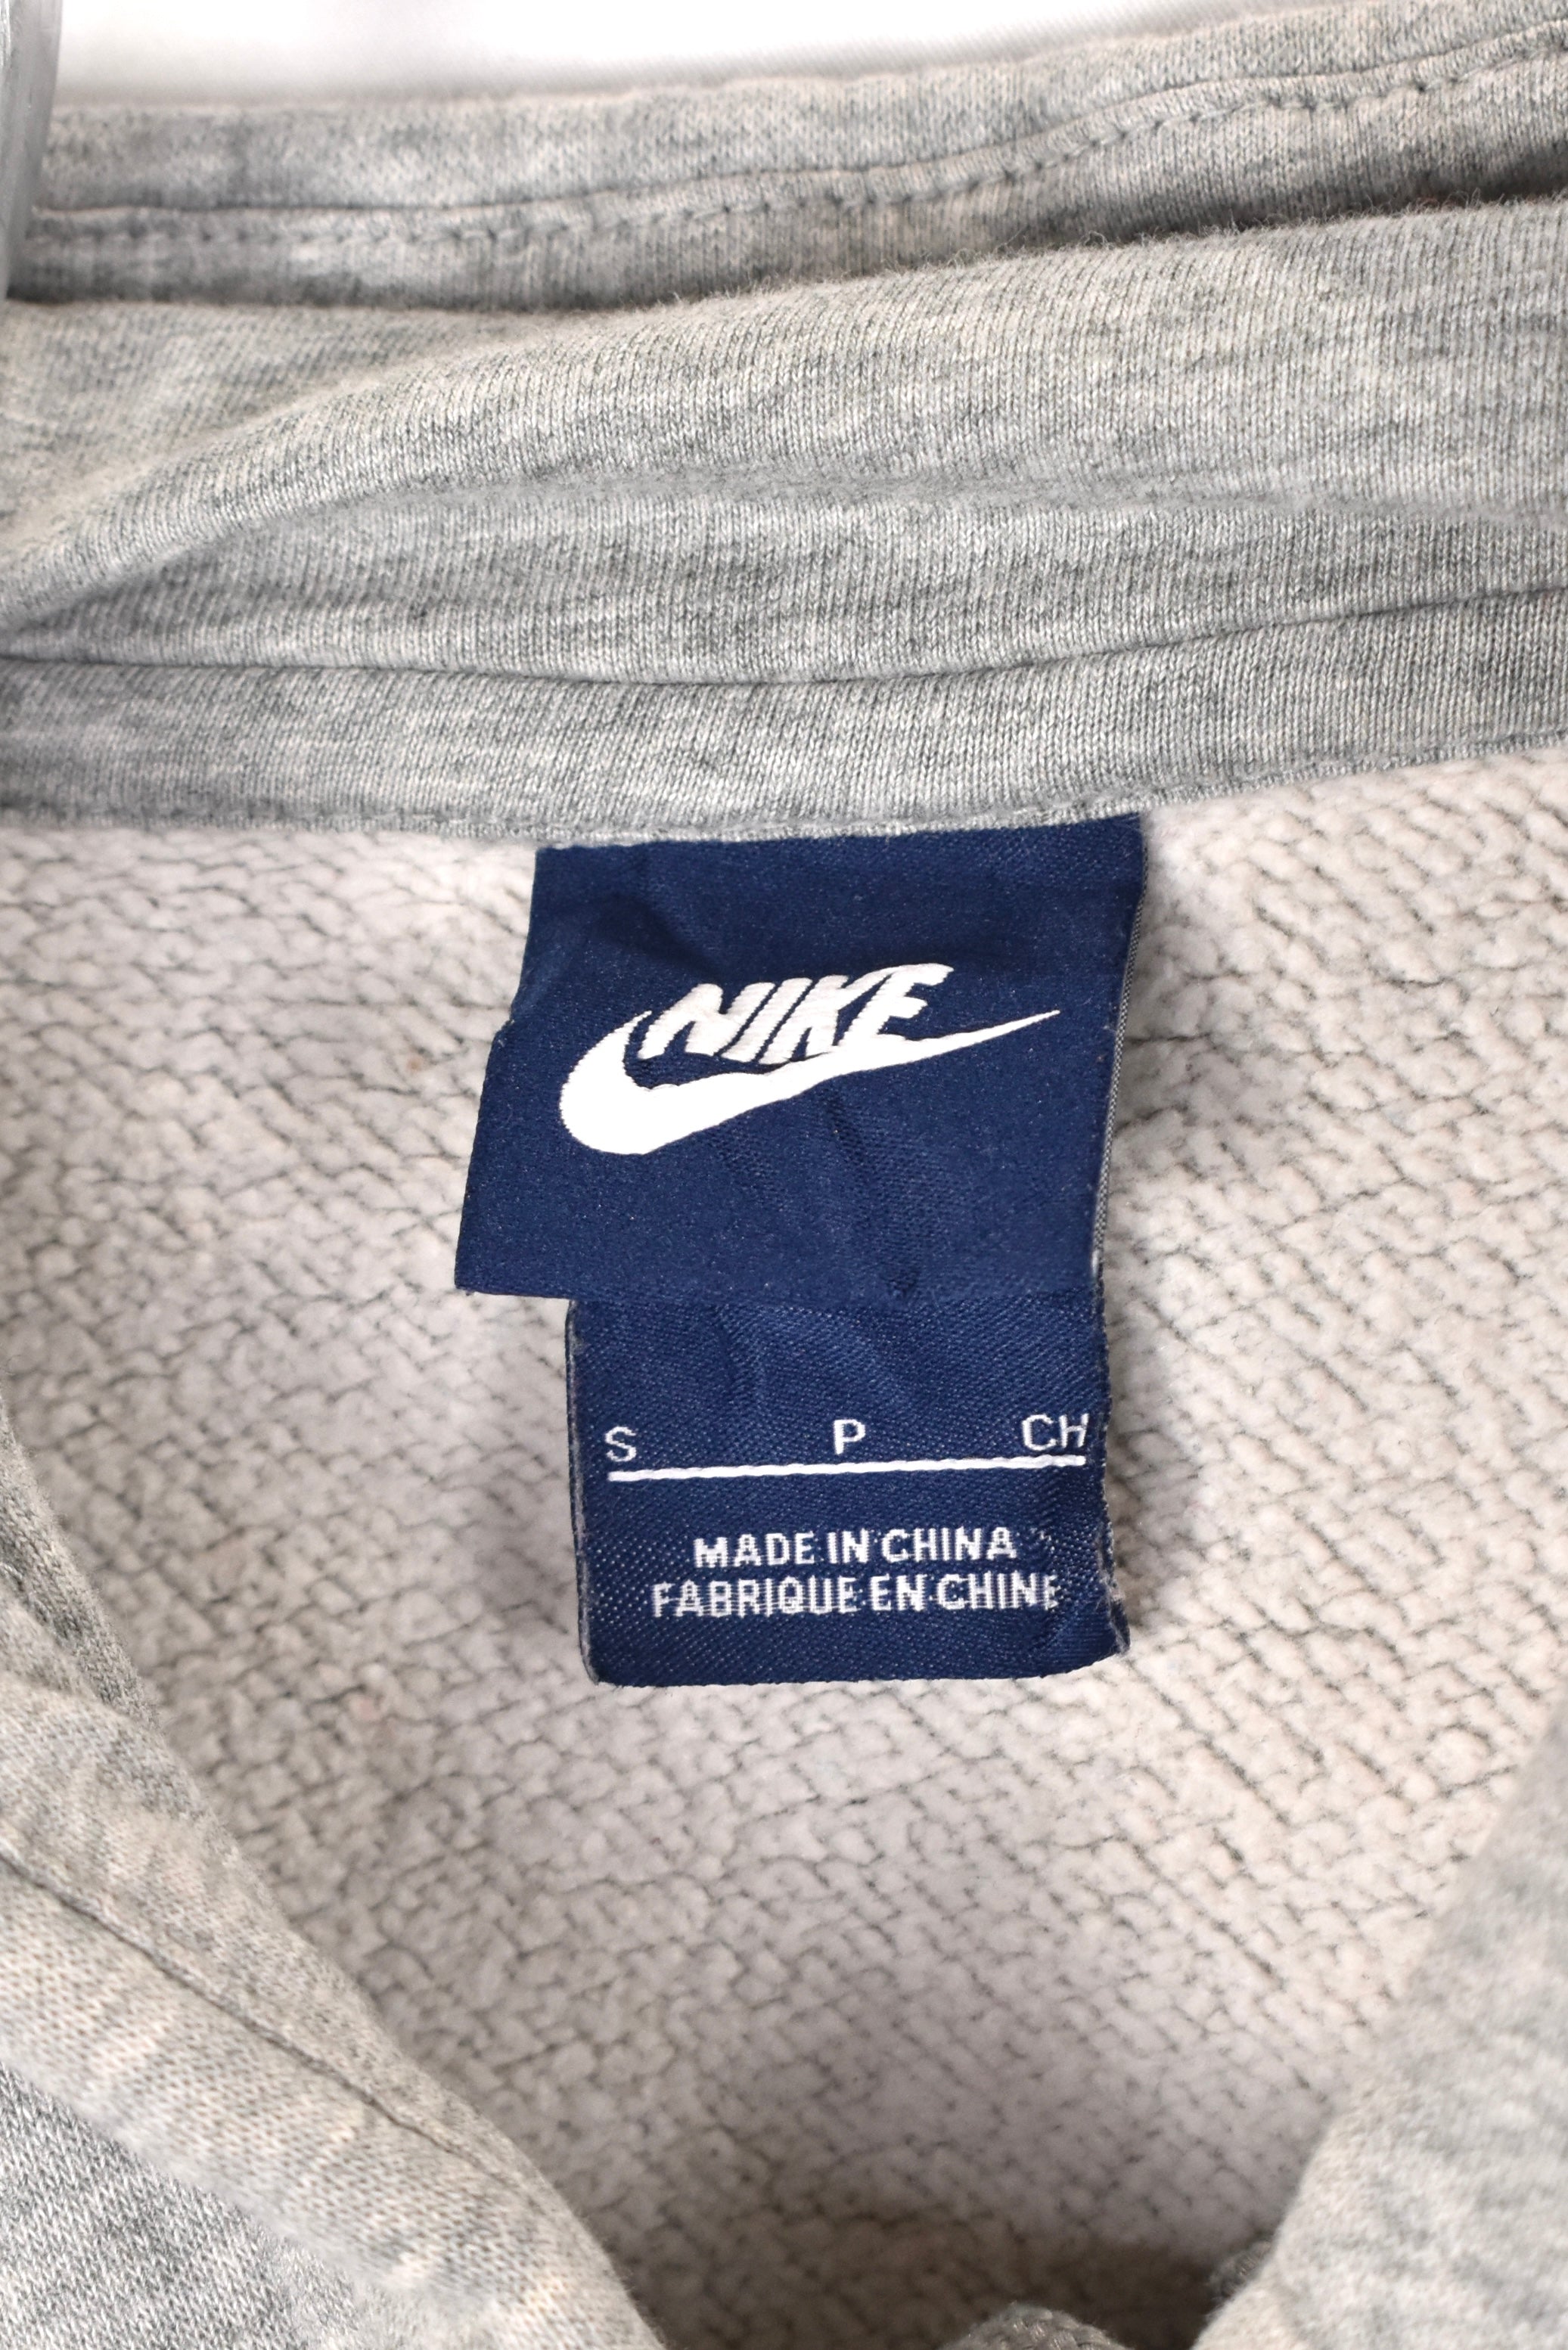 NIKE
S P CH
MADE IN CHINA
FABRIQUE EN CHINE